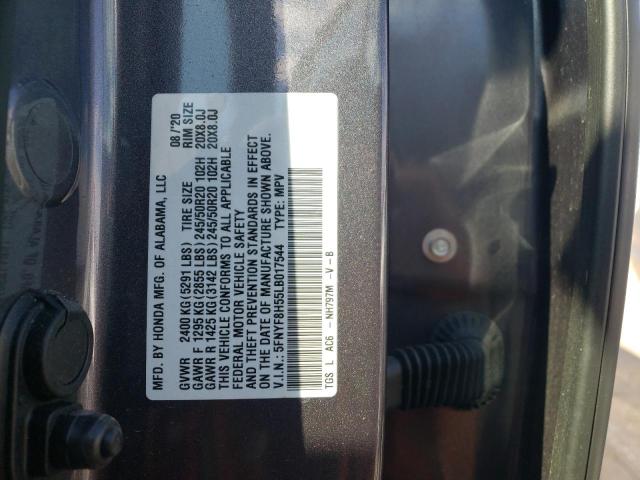 MFD. BY HONDA MFG. OF ALABAMA, LLC 08/'20
GVWR 2400 KG(5291 LBS) TIRE SIZE RIM SIZE
GAWR F 1295 KG(2855 LBS)245/50R20 102H 20X8.0J
GAWR R 1425 KG(3142 LBS)245/50R20 102H 20X8.0J
THIS VEHICLE CONFORMS TO ALL APPLICABLE
FEDERAL MOTOR VEHICLE SAFETY
AND THEFT PREVENTION STANDARDS IN EFFECT
ON THE DATE OF MANUFACTURE SHOWN ABOVE.
V.I.N.: 5FNYF8H55LB017544 TYPE: MPV
TGS L AC6 -NH797M -V-B